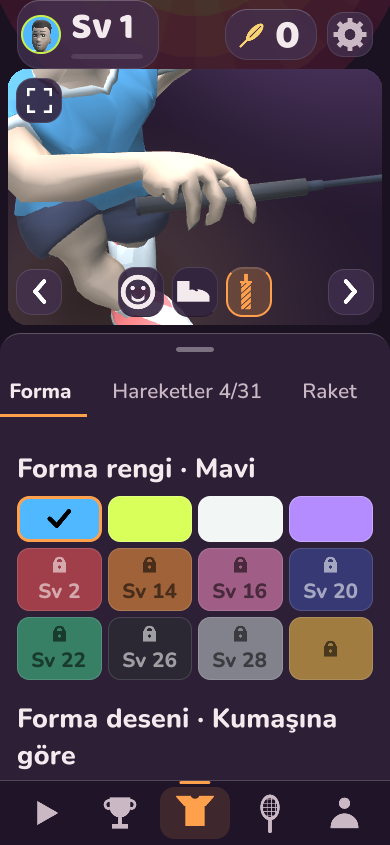 Sv 1
0
Forma
Hareketler 4/31
Raket
Forma rengi · Mavi
Sv 2
Sv 14
Sv 16
Sv 20
Sv 22
Sv 26
Sv 28
Forma deseni · Kumaşına
göre